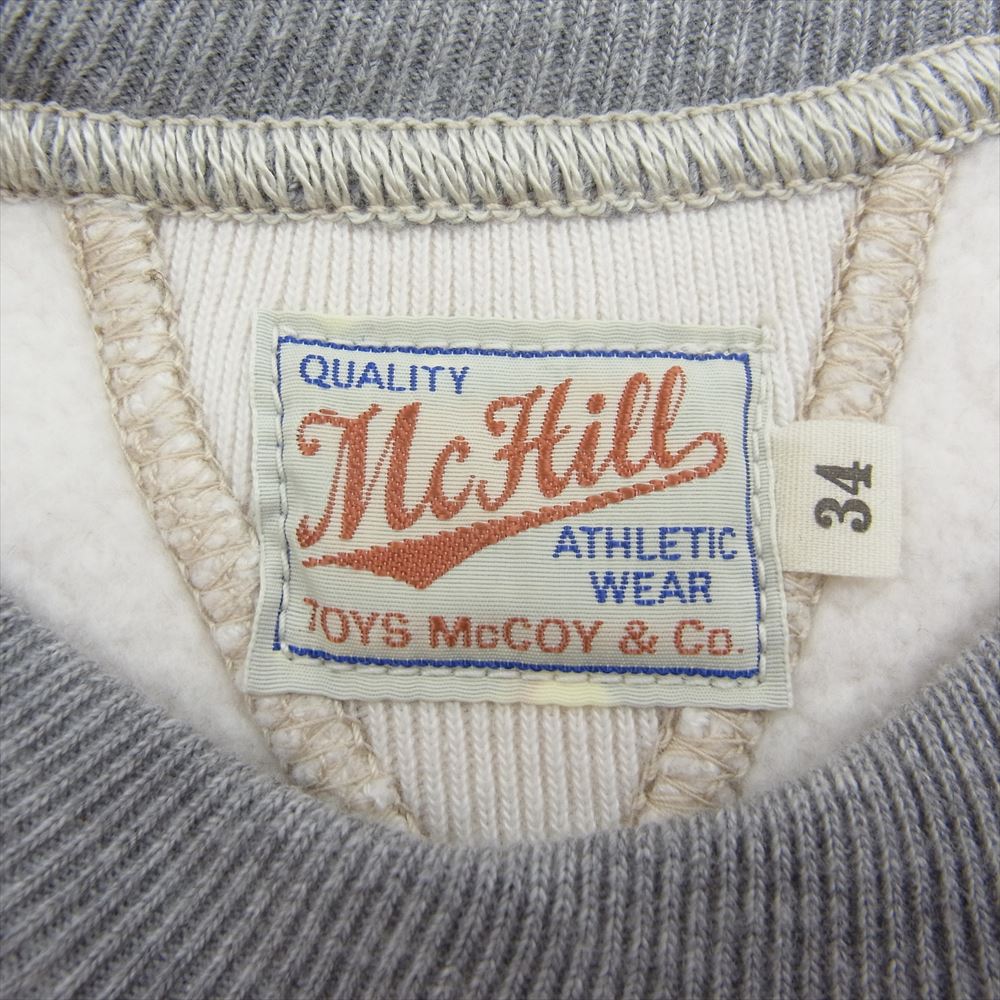 QUALITY
McHill
ATHLETIC
WEAR
TOYS McCOY & Co.
34